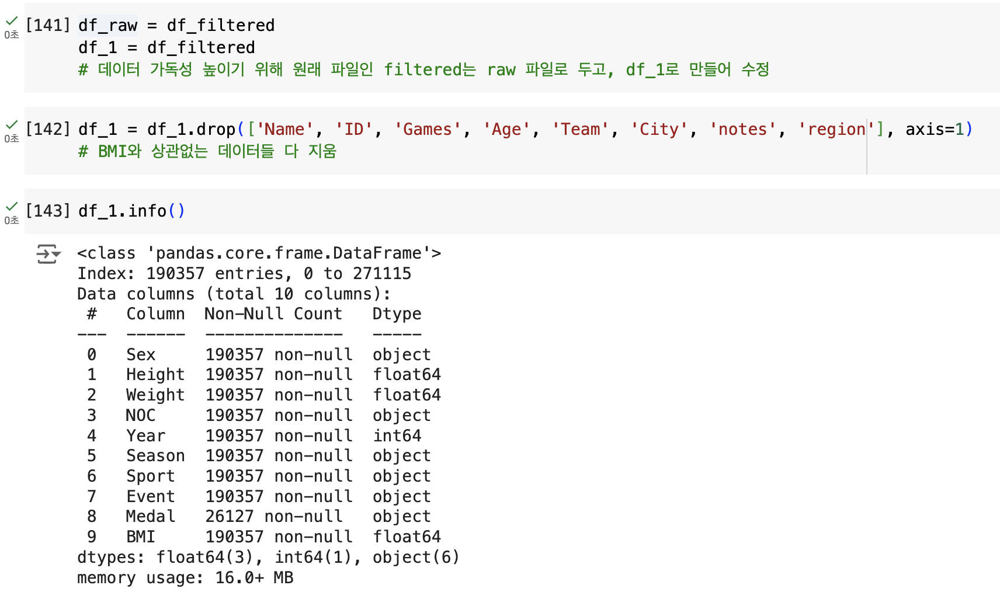 [141] df_raw = df_filtered
df_1 = df_filtered
0초
# 데이터 가독성 높이기 위해 원래 파일인 filtered는 raw 파일로 두고, df_1로 만들어 수정
[142] df_1 = df_1.drop(['Name', 'ID', 'Games', 'Age', 'Team', 'City', 'notes', 'region'], axis=1)
0초
# BMI와 상관없는 데이터들 다 지움
[143] df_1.info()
0초
<class 'pandas.core.frame.DataFrame'>
Index: 190357 entries, 0 to 271115
Data columns (total 10 columns):
 #   Column  Non-Null Count   Dtype
---  ------  --------------   -----
 0   Sex     190357 non-null  object
 1   Height  190357 non-null  float64
 2   Weight  190357 non-null  float64
 3   NOC     190357 non-null  object
 4   Year    190357 non-null  int64
 5   Season  190357 non-null  object
 6   Sport   190357 non-null  object
 7   Event   190357 non-null  object
 8   Medal   26127 non-null   object
 9   BMI     190357 non-null  float64
dtypes: float64(3), int64(1), object(6)
memory usage: 16.0+ MB